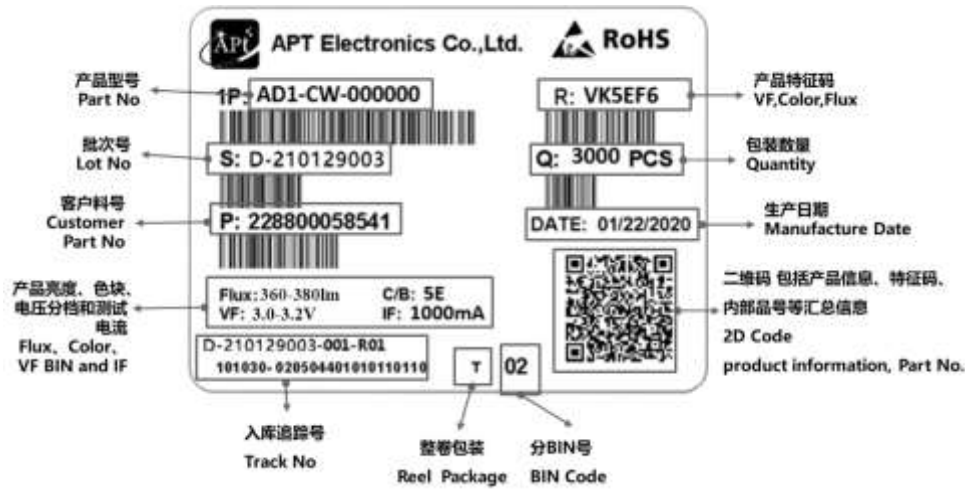 APT
APT Electronics Co.,Ltd.
RoHS
产品型号
Part No
1P: AD1-CW-000000
R: VK5EF6
产品特征码
VF,Color,Flux
批次号
Lot No
S: D-210129003
Q: 3000 PCS
包装数量
Quantity
客户料号
Customer
Part No
P: 228800058541
DATE: 01/22/2020
生产日期
Manufacture Date
产品亮度、色块、
电压分档和测试
电流
Flux、Color、
VF BIN and IF
Flux:360-380lm C/B: 5E
VF: 3.0-3.2V IF: 1000mA
二维码 包括产品信息、特征码、
内部品号等汇总信息
2D Code
product information, Part No.
D-210129003-001-R01
101030-020504401010110110
T
02
入库追踪号
Track No
整卷包装
Reel Package
分BIN号
BIN Code